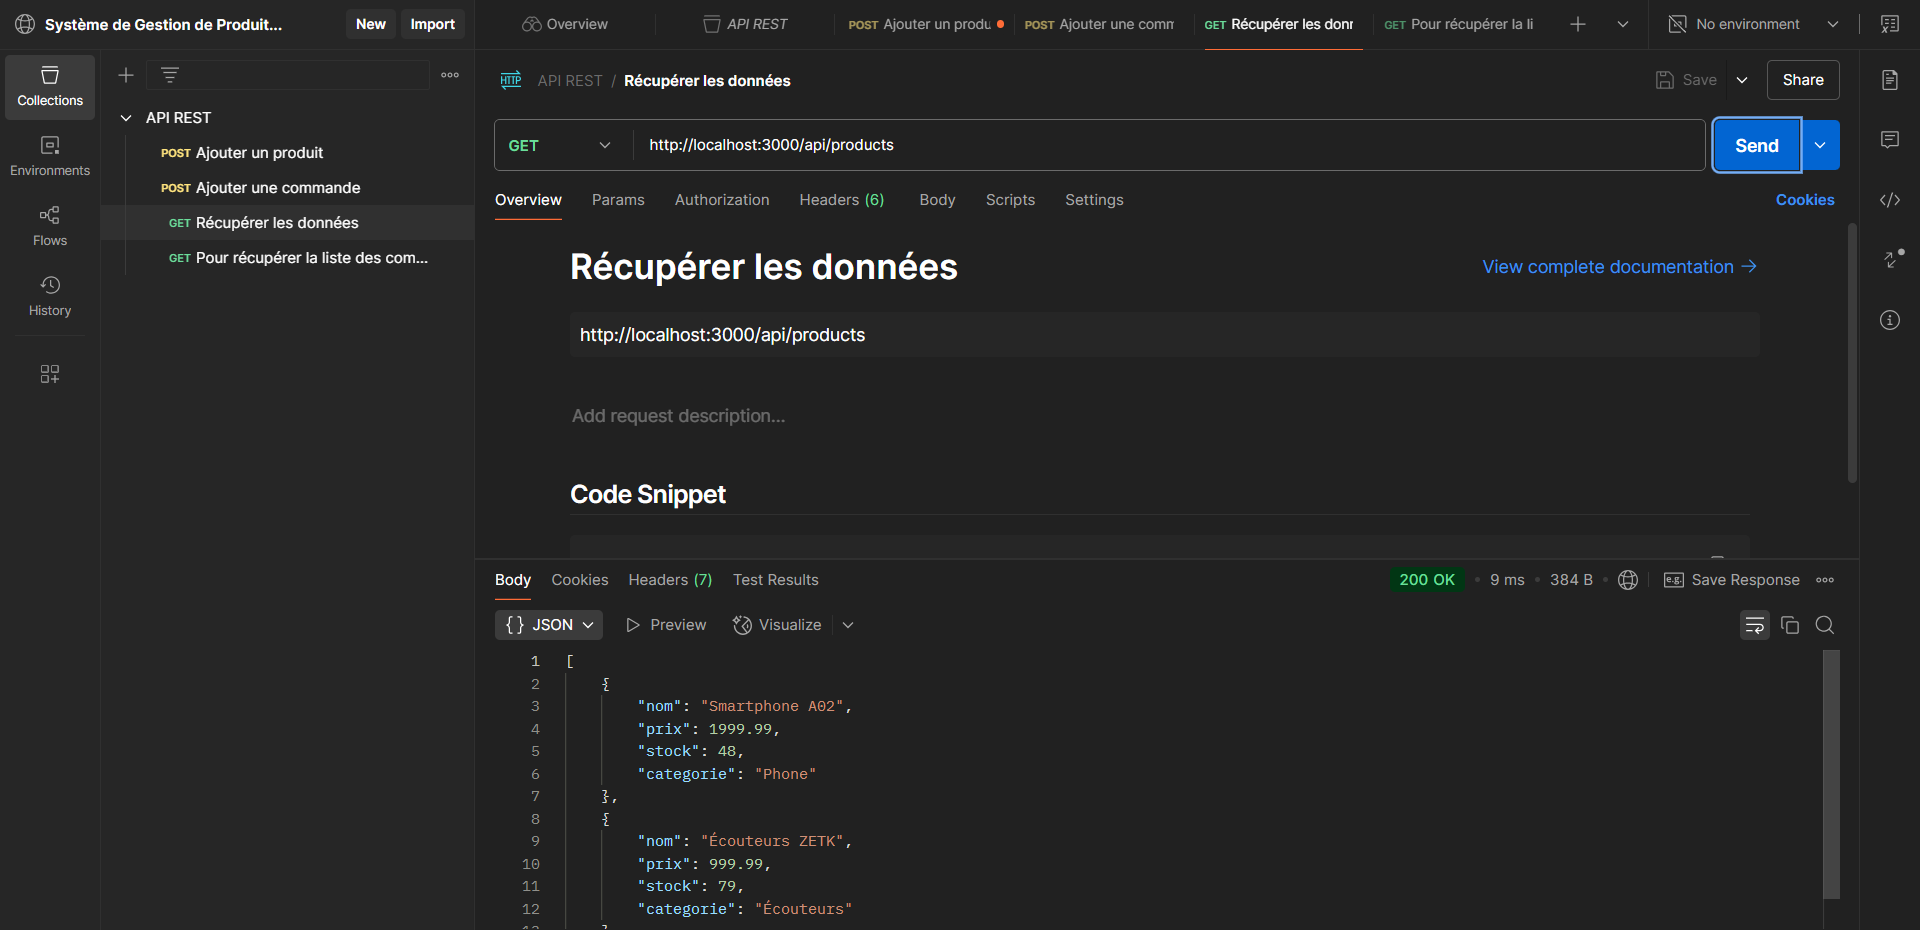 Système de Gestion de Produit...
New
Import
Overview
API REST
POST Ajouter un produ
POST Ajouter une comm
GET Récupérer les donr
GET Pour récupérer la li
No environment
Collections
Environments
Flows
History
API REST
POST Ajouter un produit
POST Ajouter une commande
GET Récupérer les données
GET Pour récupérer la liste des com...
HTTP API REST / Récupérer les données
Save
Share
GET
http://localhost:3000/api/products
Send
Overview
Params
Authorization
Headers (6)
Body
Scripts
Settings
Cookies
Récupérer les données
View complete documentation →
http://localhost:3000/api/products
Add request description...
Code Snippet
Body
Cookies
Headers (7)
Test Results
200 OK • 9 ms • 384 B
e.g. Save Response
{} JSON
Preview
Visualize
1 [
2 {
3 "nom": "Smartphone A02",
4 "prix": 1999.99,
5 "stock": 48,
6 "categorie": "Phone"
7 },
8 {
9 "nom": "Écouteurs ZETK",
10 "prix": 999.99,
11 "stock": 79,
12 "categorie": "Écouteurs"